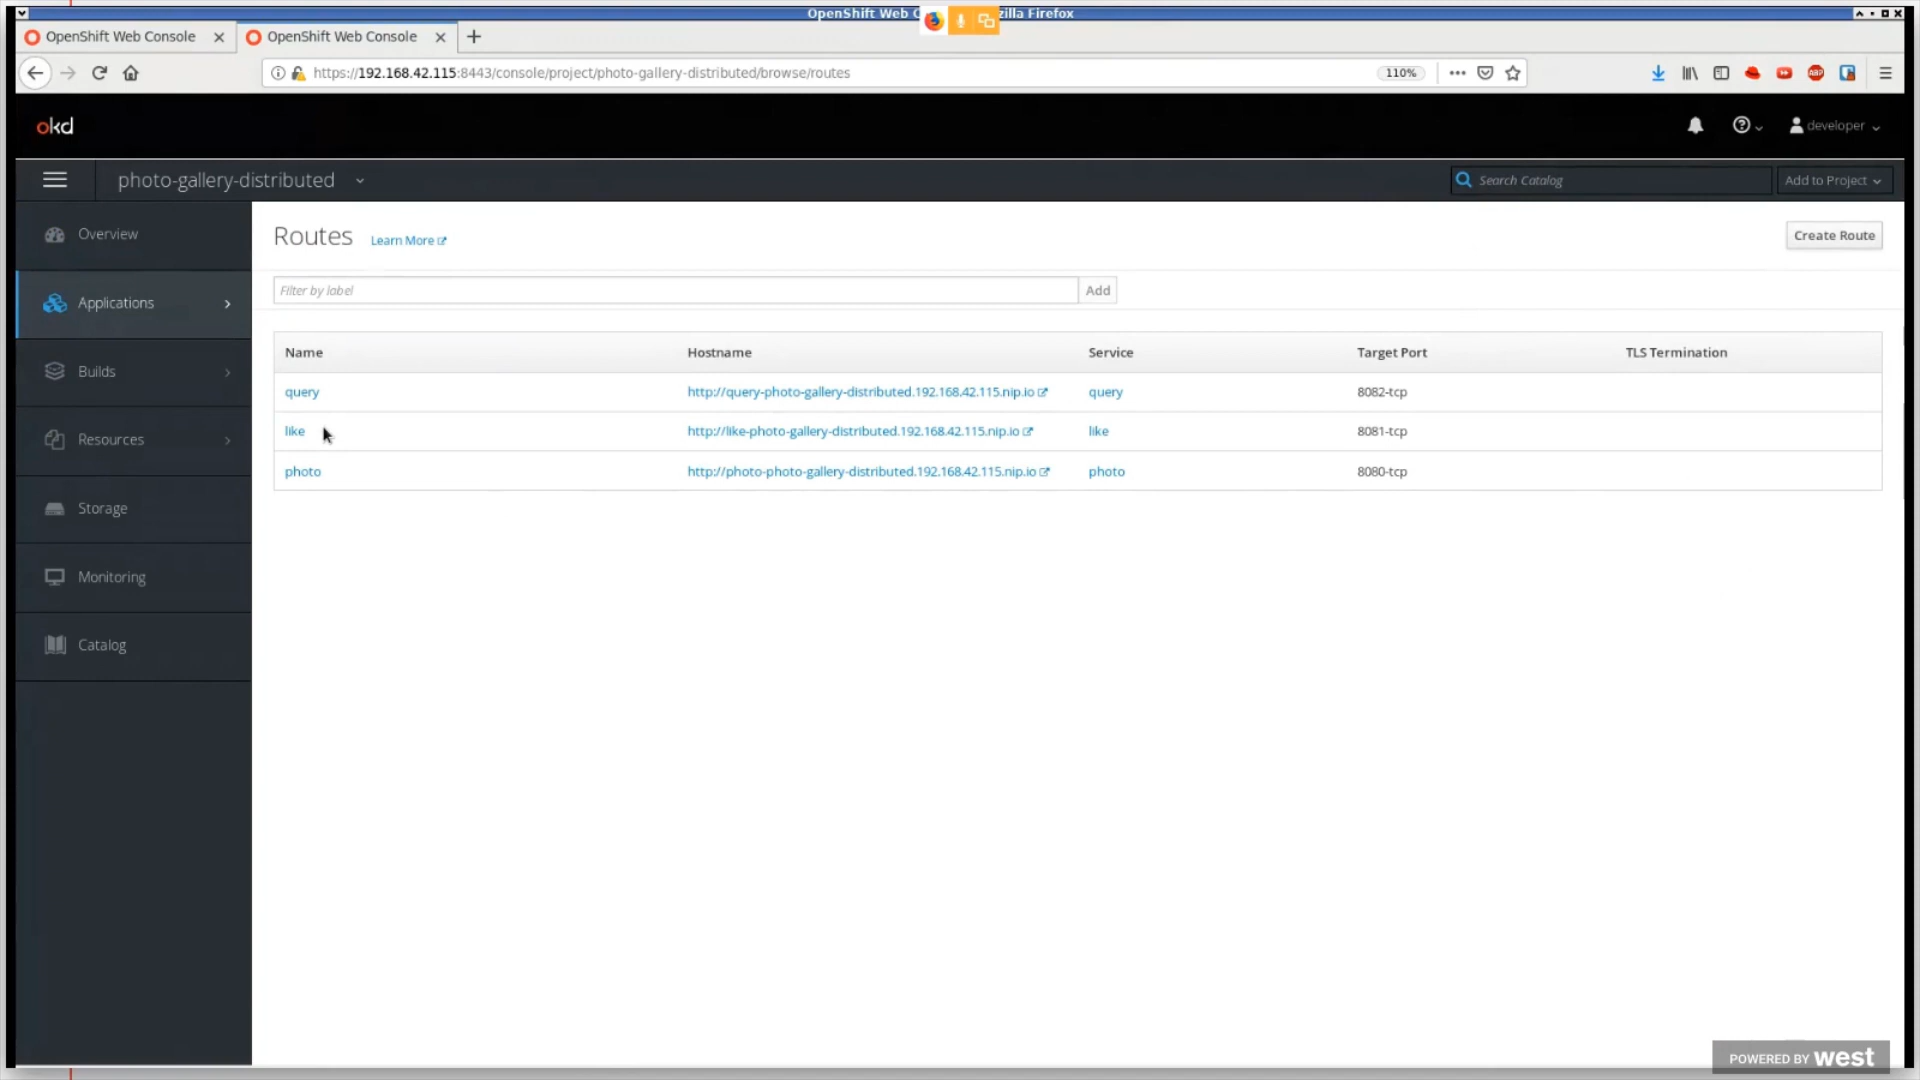 OpenShift Web C zilla Firefox
OpenShift Web Console
OpenShift Web Console
https://192.168.42.115:8443/console/project/photo-gallery-distributed/browse/routes
110%
ABP
okd
developer
photo-gallery-distributed
Search Catalog
Add to Project
Overview
Applications
Builds
Resources
Storage
Monitoring
Catalog
Routes
Learn More
Create Route
Filter by label
Add
Name Hostname Service Target Port TLS Termination
query http://query-photo-gallery-distributed.192.168.42.115.nip.io query 8082-tcp
like http://like-photo-gallery-distributed.192.168.42.115.nip.io like 8081-tcp
photo http://photo-photo-gallery-distributed.192.168.42.115.nip.io photo 8080-tcp
POWERED BY west